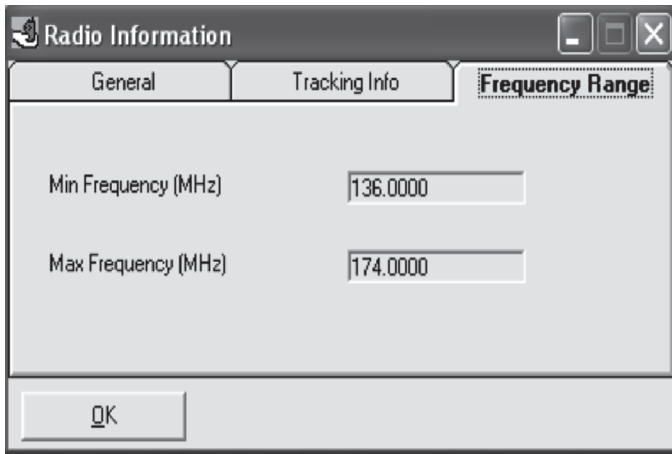 Radio Information
General Tracking Info Frequency Range
Min Frequency (MHz) 136.0000
Max Frequency (MHz) 174.0000
OK